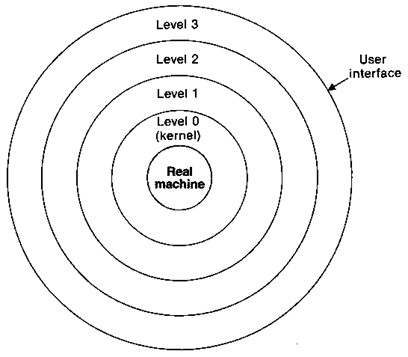 Level 3
Level 2
Level 1
Level 0
(kernel)
Real
machine
User
interface